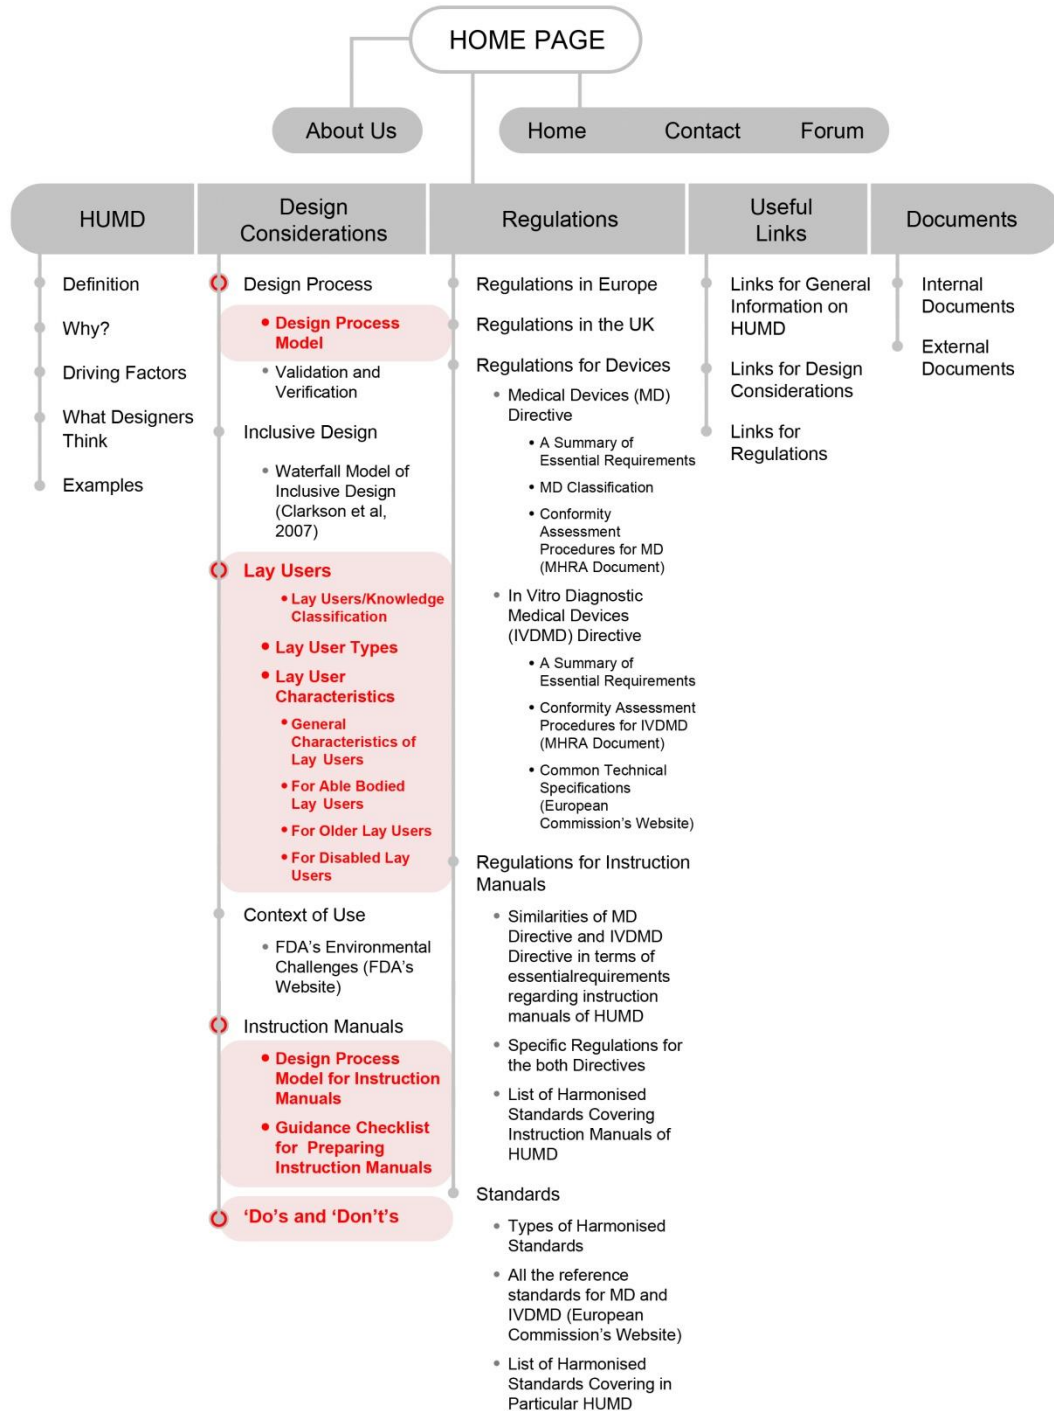 HOME PAGE
About Us
Home
Contact
Forum
HUMD
Design
Considerations
Regulations
Useful
Links
Documents
Definition
Why?
Driving Factors
What Designers
Think
Examples
Design Process
• Design Process
Model
• Validation and
Verification
Inclusive Design
• Waterfall Model of
Inclusive Design
(Clarkson et al,
2007)
Lay Users
• Lay Users/Knowledge
Classification
• Lay User Types
• Lay User
Characteristics
• General
Characteristics of
Lay Users
• For Able Bodied
Lay Users
• For Older Lay Users
• For Disabled Lay
Users
Context of Use
• FDA's Environmental
Challenges (FDA's
Website)
Instruction Manuals
• Design Process
Model for Instruction
Manuals
• Guidance Checklist
for Preparing
Instruction Manuals
'Do's and 'Don't's
Regulations in Europe
Regulations in the UK
Regulations for Devices
• Medical Devices (MD)
Directive
• A Summary of
Essential Requirements
• MD Classification
• Conformity
Assessment
Procedures for MD
(MHRA Document)
• In Vitro Diagnostic
Medical Devices
(IVDMD) Directive
• A Summary of
Essential Requirements
• Conformity Assessment
Procedures for IVDMD
(MHRA Document)
• Common Technical
Specifications
(European
Commission's Website)
Regulations for Instruction
Manuals
• Similarities of MD
Directive and IVDMD
Directive in terms of
essentialrequirements
regarding instruction
manuals of HUMD
• Specific Regulations for
the both Directives
• List of Harmonised
Standards Covering
Instruction Manuals of
HUMD
Standards
• Types of Harmonised
Standards
• All the reference
standards for MD and
IVDMD (European
Commission's Website)
• List of Harmonised
Standards Covering in
Particular HUMD
Links for General
Information on
HUMD
Links for Design
Considerations
Links for
Regulations
Internal
Documents
External
Documents